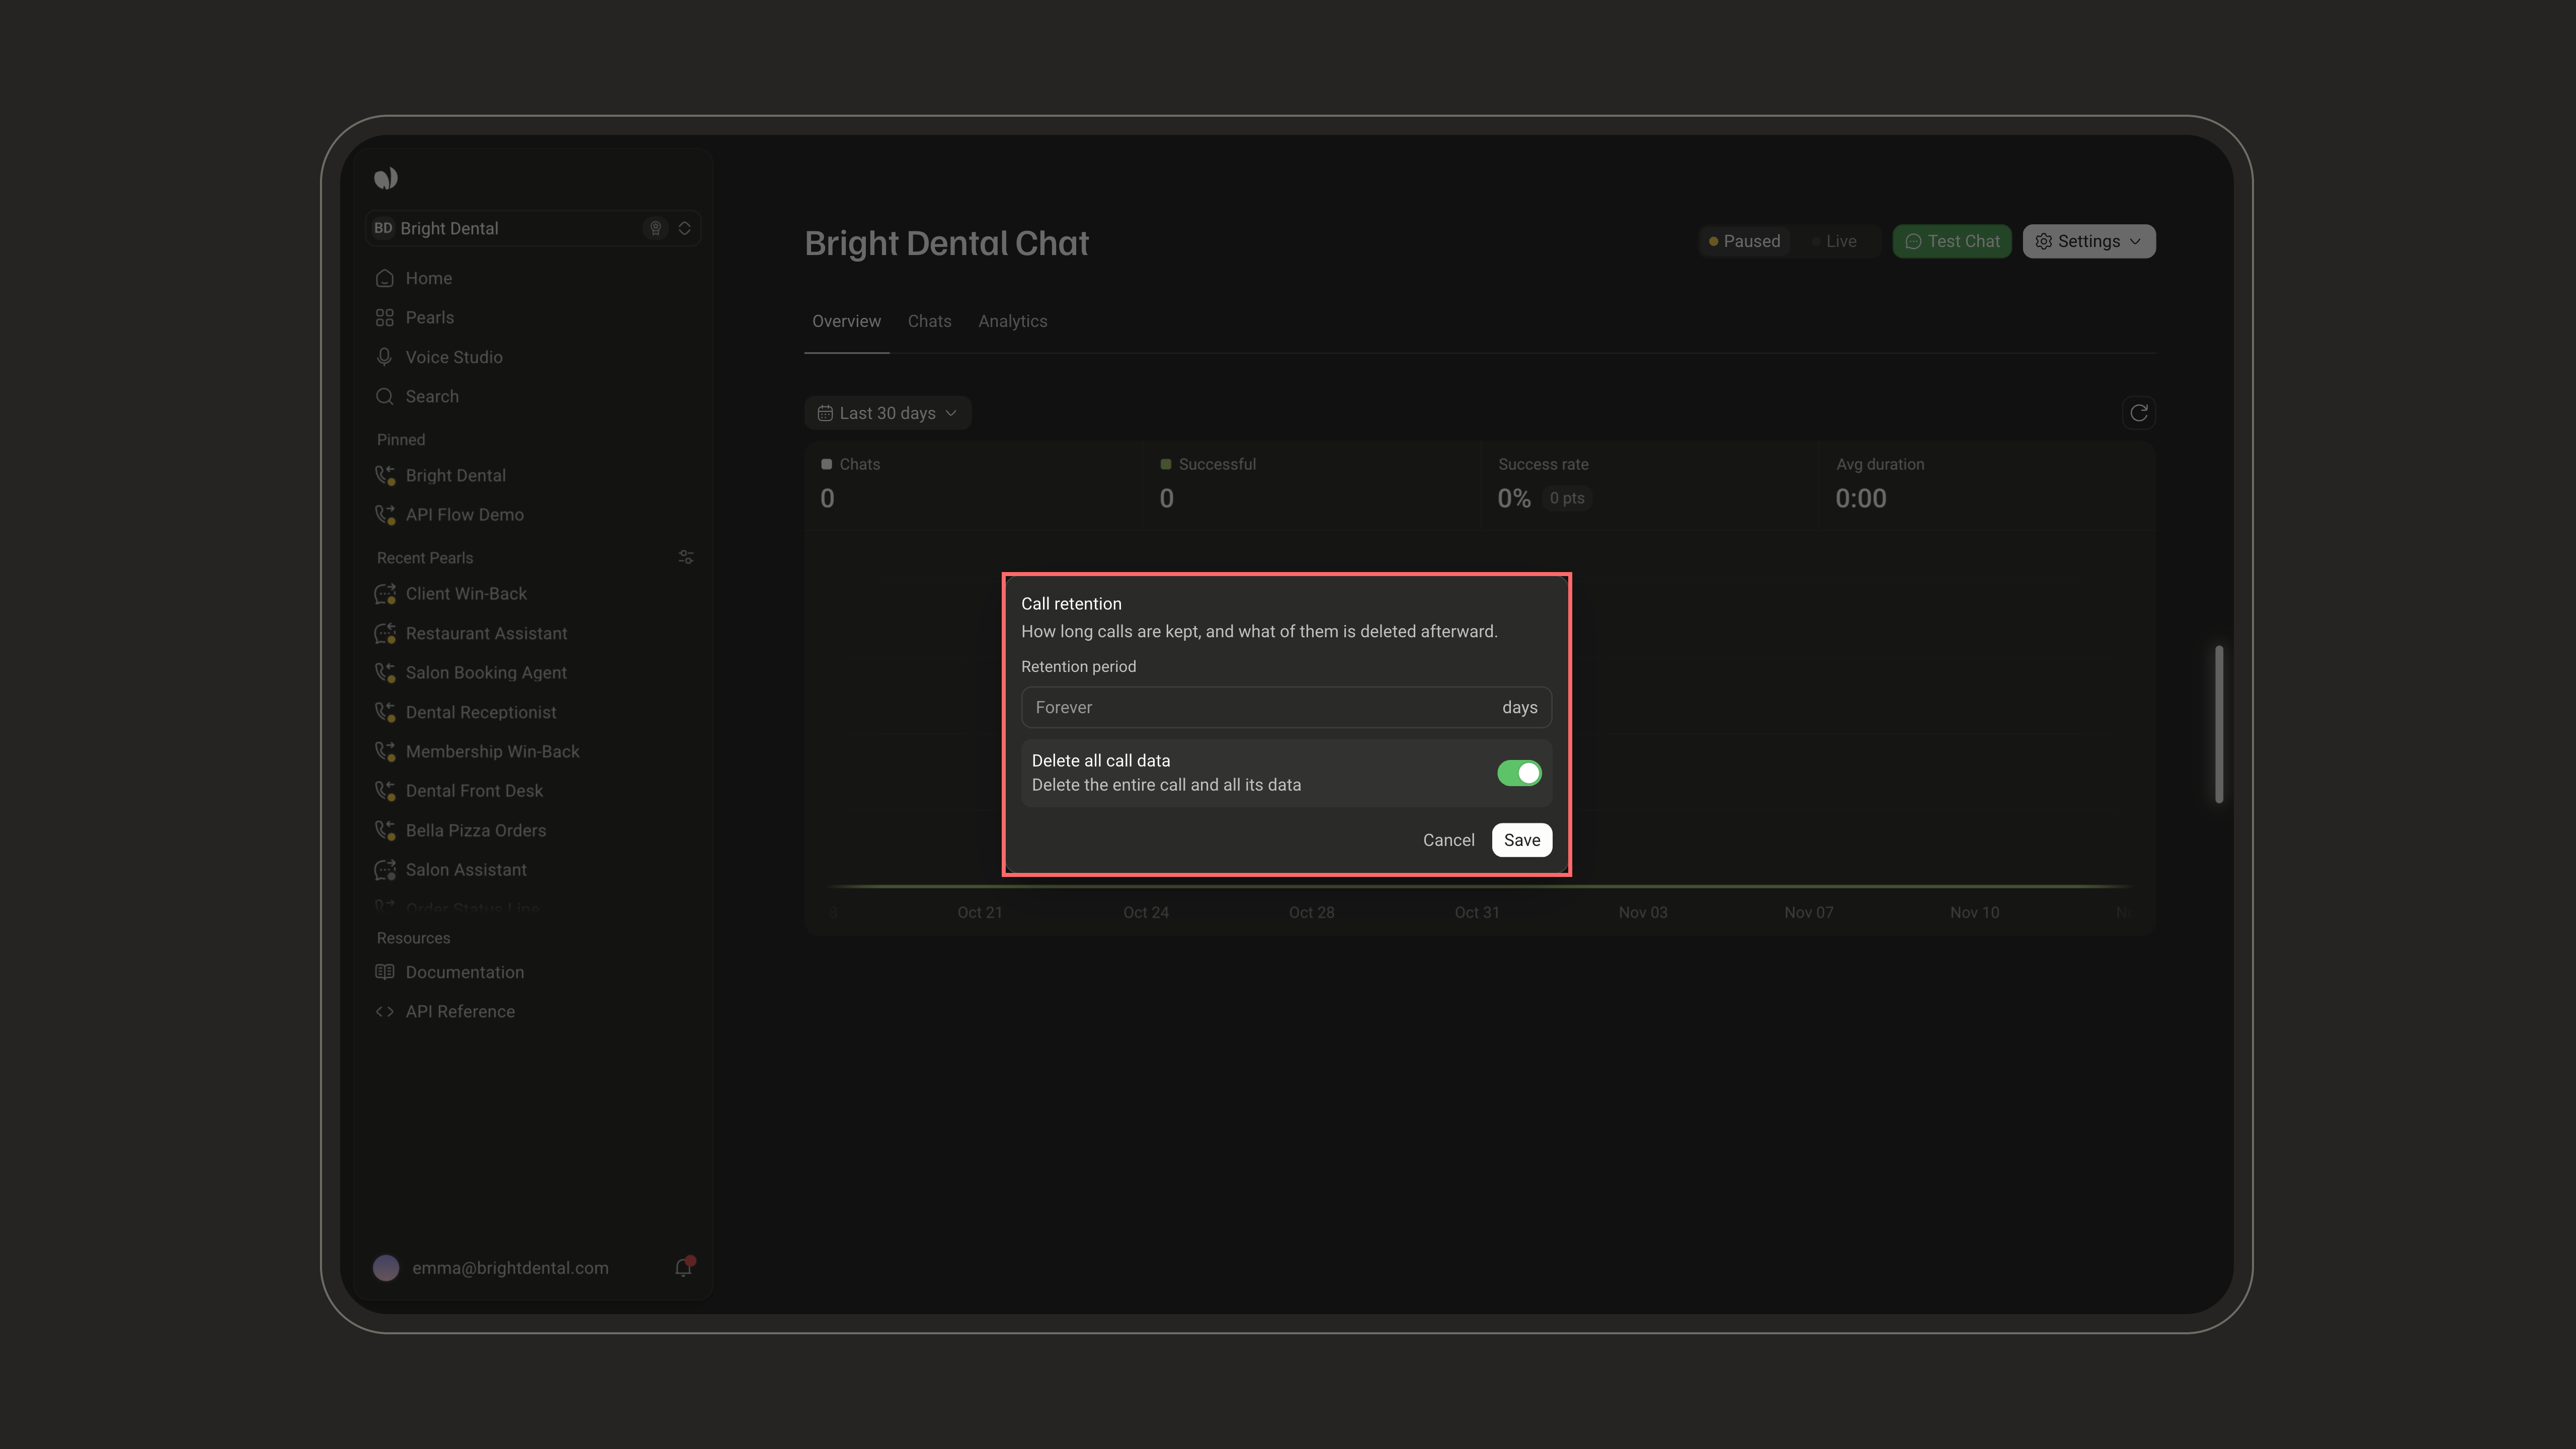 BD Bright Dental
Home
Pearls
Voice Studio
Search
Pinned
Bright Dental
API Flow Demo
Recent Pearls
Client Win-Back
Restaurant Assistant
Salon Booking Agent
Dental Receptionist
Membership Win-Back
Dental Front Desk
Bella Pizza Orders
Salon Assistant
Order Status Line
Resources
Documentation
API Reference
emma@brightdental.com
Bright Dental Chat
Paused
Live
Test Chat
Settings
Overview
Chats
Analytics
Last 30 days
Chats
0
Successful
0
Success rate
0% 0 pts
Avg duration
0:00
Call retention
How long calls are kept, and what of them is deleted afterward.
Retention period
Forever days
Delete all call data
Delete the entire call and all its data
Cancel Save
Oct 21 Oct 24 Oct 28 Oct 31 Nov 03 Nov 07 Nov 10